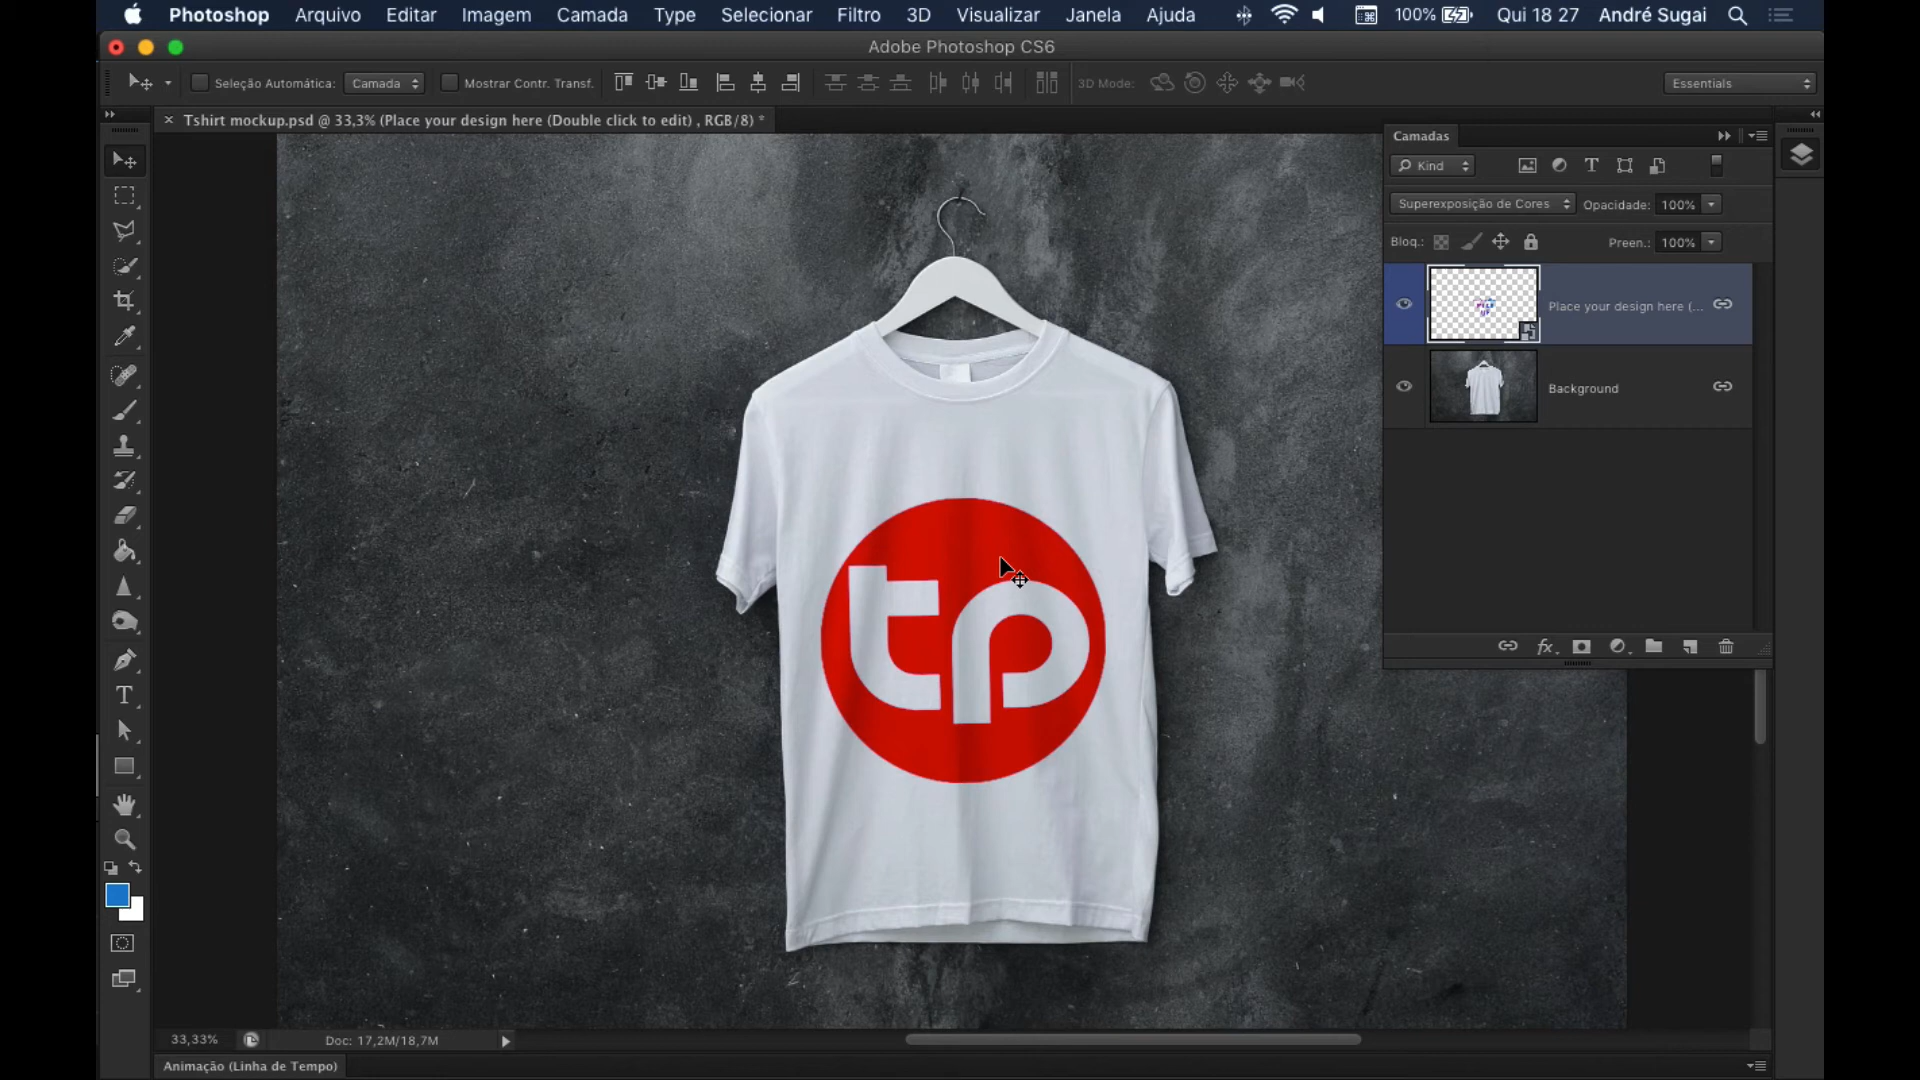 Photoshop Arquivo Editar Imagem Camada Type Selecionar Filtro 3D Visualizar Janela Ajuda 100% Qui 18 27 André Sugai
Adobe Photoshop CS6
Seleção Automática: Camada Mostrar Contr. Transf. 3D Mode: Essentials
Tshirt mockup.psd @ 33,3% (Place your design here (Double click to edit) , RGB/8) *
Camadas
Kind
Superexposição de Cores Opacidade: 100%
Bloq.: Preen.: 100%
Place your design here (...
Background
tp
33,33% Doc: 17,2M/18,7M
Animação (Linha de Tempo)